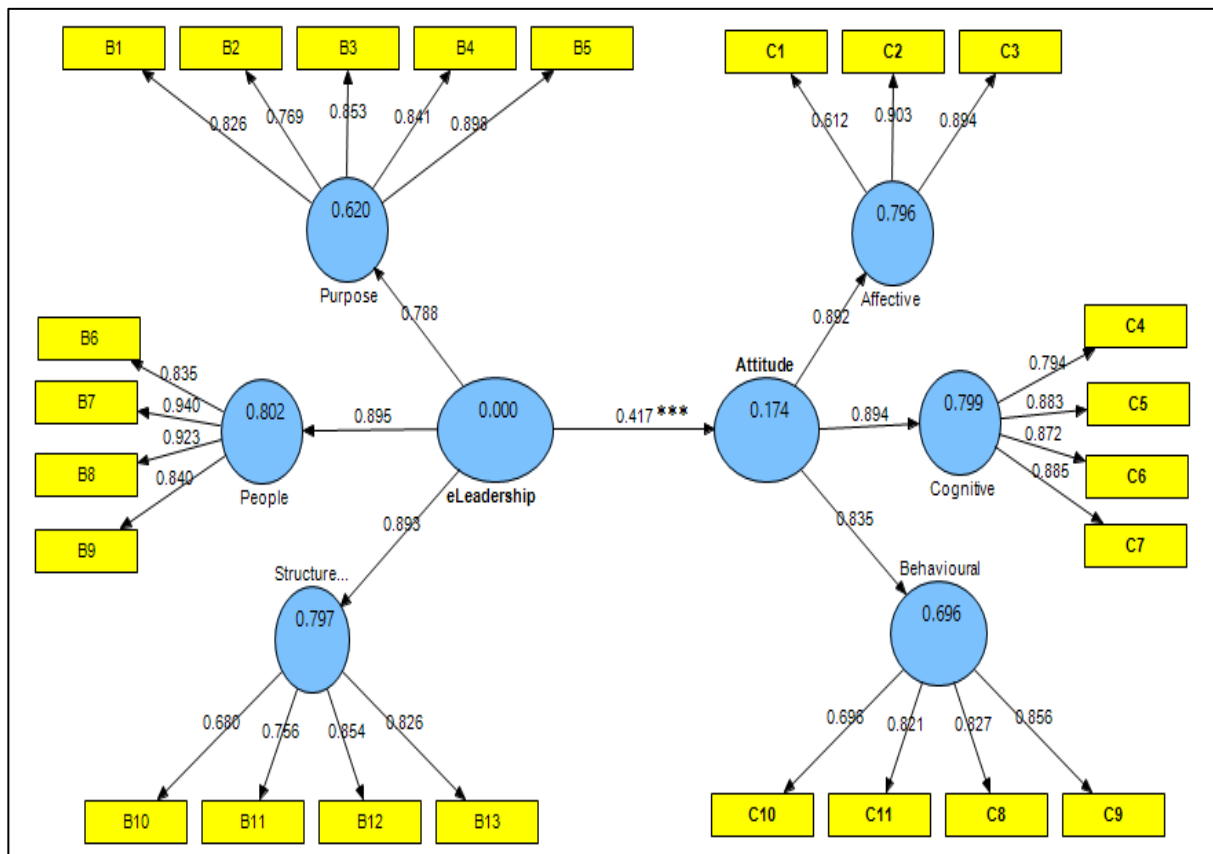 B1
B2
B3
B4
B5
C1
C2
C3
0.826
0.769
0.853
0.841
0.898
0.612
0.903
0.894
0.620
Purpose
0.796
Affective
0.788
0.892
B6
B7
B8
B9
0.835
0.940
0.923
0.840
0.802
People
0.895
0.000
eLeadership
0.417***
Attitude
0.174
0.894
0.799
Cognitive
0.794
0.883
0.872
0.885
C4
C5
C6
C7
0.893
0.835
Structure...
0.797
Behavioural
0.696
0.680
0.756
0.854
0.826
0.696
0.821
0.827
0.856
B10
B11
B12
B13
C10
C11
C8
C9